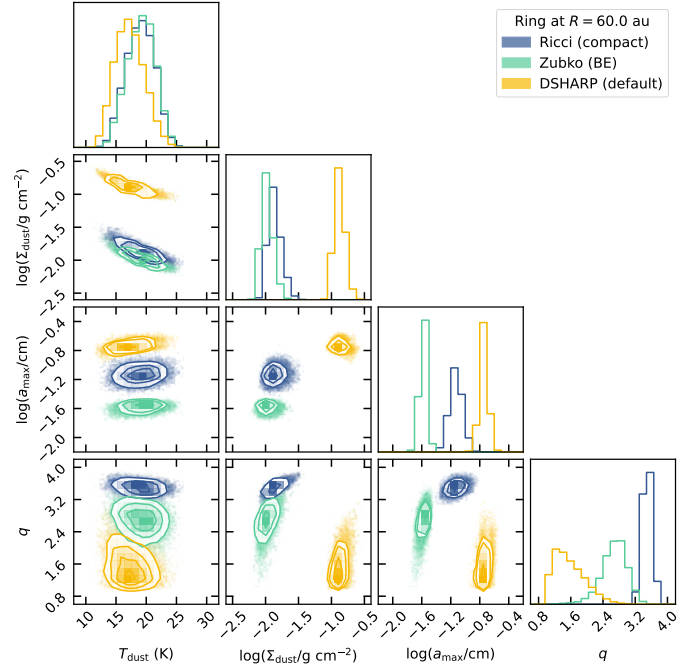 Ring at R = 60.0 au
Ricci (compact)
Zubko (BE)
DSHARP (default)
−0.5
−1.0
−1.5
−2.0
−2.5
log(Σdust/g cm−2)
−0.4
−0.8
−1.2
−1.6
−2.0
log(amax/cm)
4.0
3.2
2.4
1.6
0.8
q
10 15 20 25 30
−2.5 −2.0 −1.5 −1.0 −0.5
−2.0 −1.6 −1.2 −0.8 −0.4
0.8 1.6 2.4 3.2 4.0
Tdust (K)
log(Σdust/g cm−2)
log(amax/cm)
q